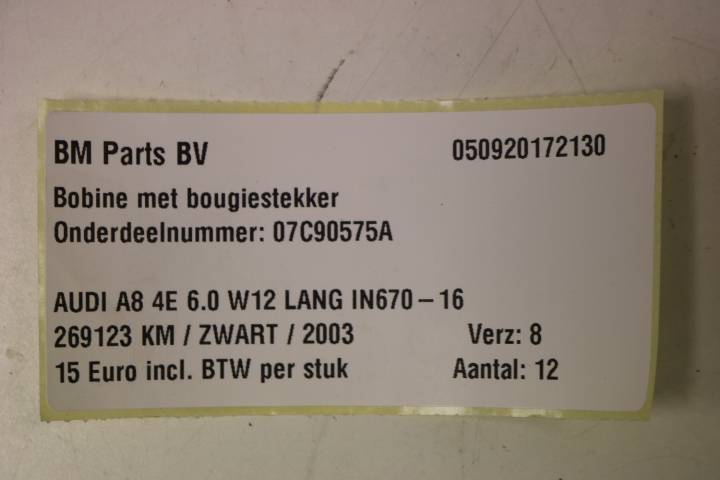 BM Parts BV 050920172130
Bobine met bougiestekker
Onderdeelnummer: 07C90575A
AUDI A8 4E 6.0 W12 LANG IN670 – 16
269123 KM / ZWART / 2003 Verz: 8
15 Euro incl. BTW per stuk Aantal: 12